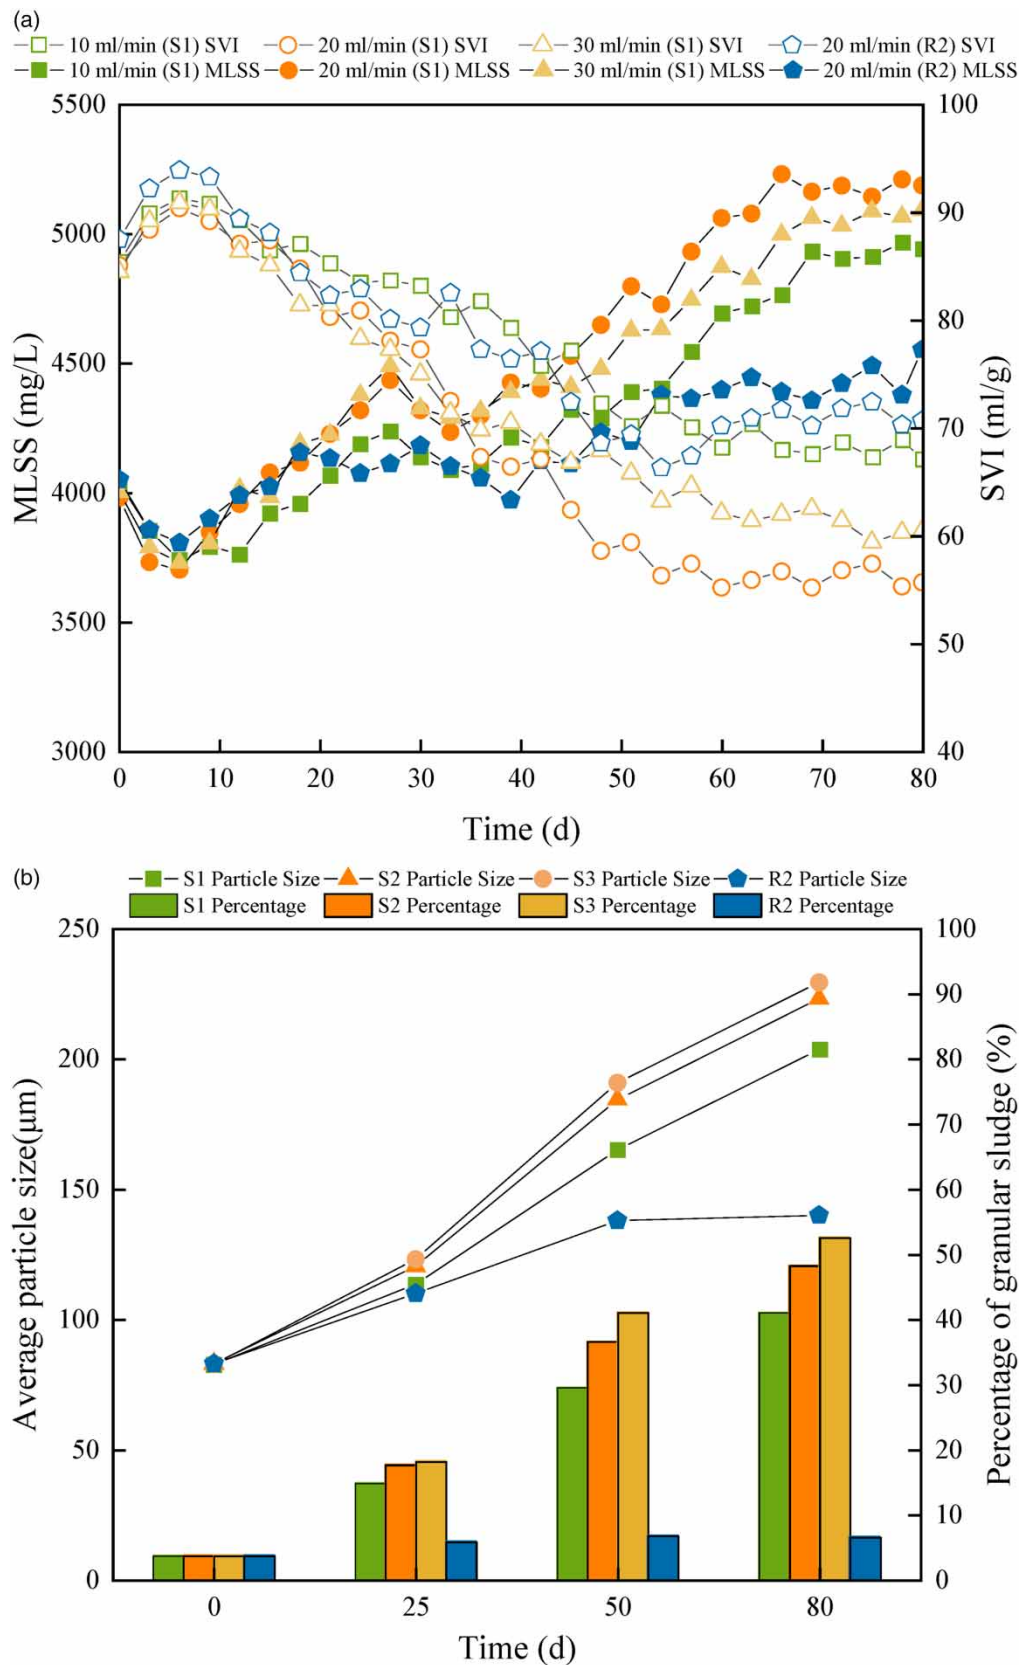 (a)
10 ml/min (S1) SVI 20 ml/min (S1) SVI 30 ml/min (S1) SVI 20 ml/min (R2) SVI
10 ml/min (S1) MLSS 20 ml/min (S1) MLSS 30 ml/min (S1) MLSS 20 ml/min (R2) MLSS
5500 100
5000 90
80
4500
70
4000
60
3500
50
3000 40
MLSS (mg/L)
SVI (ml/g)
0 10 20 30 40 50 60 70 80
Time (d)
(b)
S1 Particle Size S2 Particle Size S3 Particle Size R2 Particle Size
S1 Percentage S2 Percentage S3 Percentage R2 Percentage
250 100
90
200 80
70
150 60
50
100 40
30
50 20
10
0 0
Average particle size(μm)
Percentage of granular sludge (%)
0 25 50 80
Time (d)